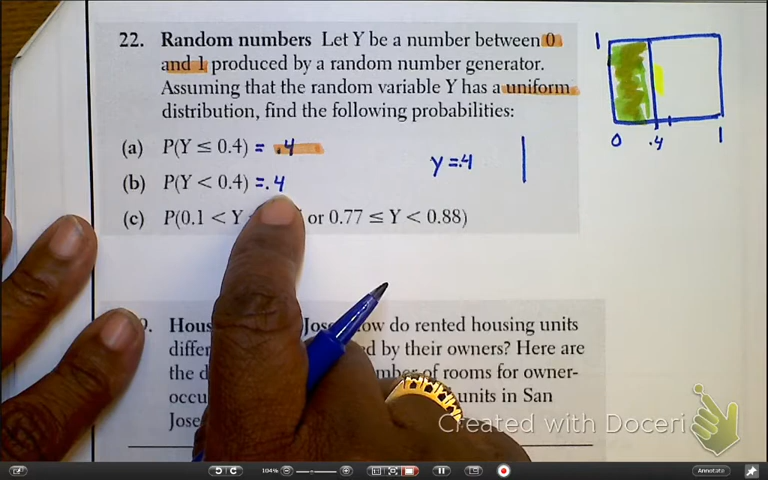 22. Random numbers Let Y be a number between 0
and 1 produced by a random number generator.
Assuming that the random variable Y has a uniform
distribution, find the following probabilities:
(a) P(Y ≤ 0.4) = .4
(b) P(Y < 0.4) = .4
y = .4
(c) P(0.1 < Y or 0.77 ≤ Y < 0.88)
1
0 .4 1
Hous José ow do rented housing units
differ d by their owners? Here are
the d mber of rooms for owner-
occu units in San
Jos
Created with Doceri
104%
Annotate